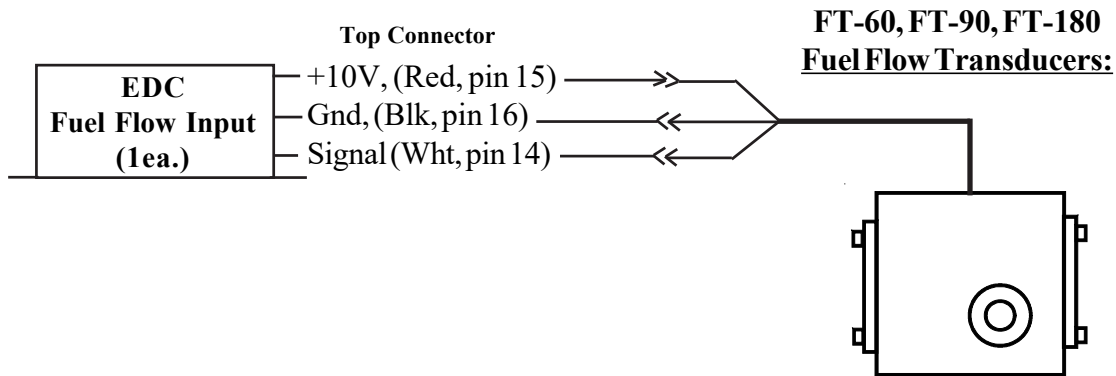 FT-60, FT-90, FT-180
Fuel Flow Transducers:
Top Connector
EDC
Fuel Flow Input
(1ea.)
+10V, (Red, pin 15)
Gnd, (Blk, pin 16)
Signal (Wht, pin 14)